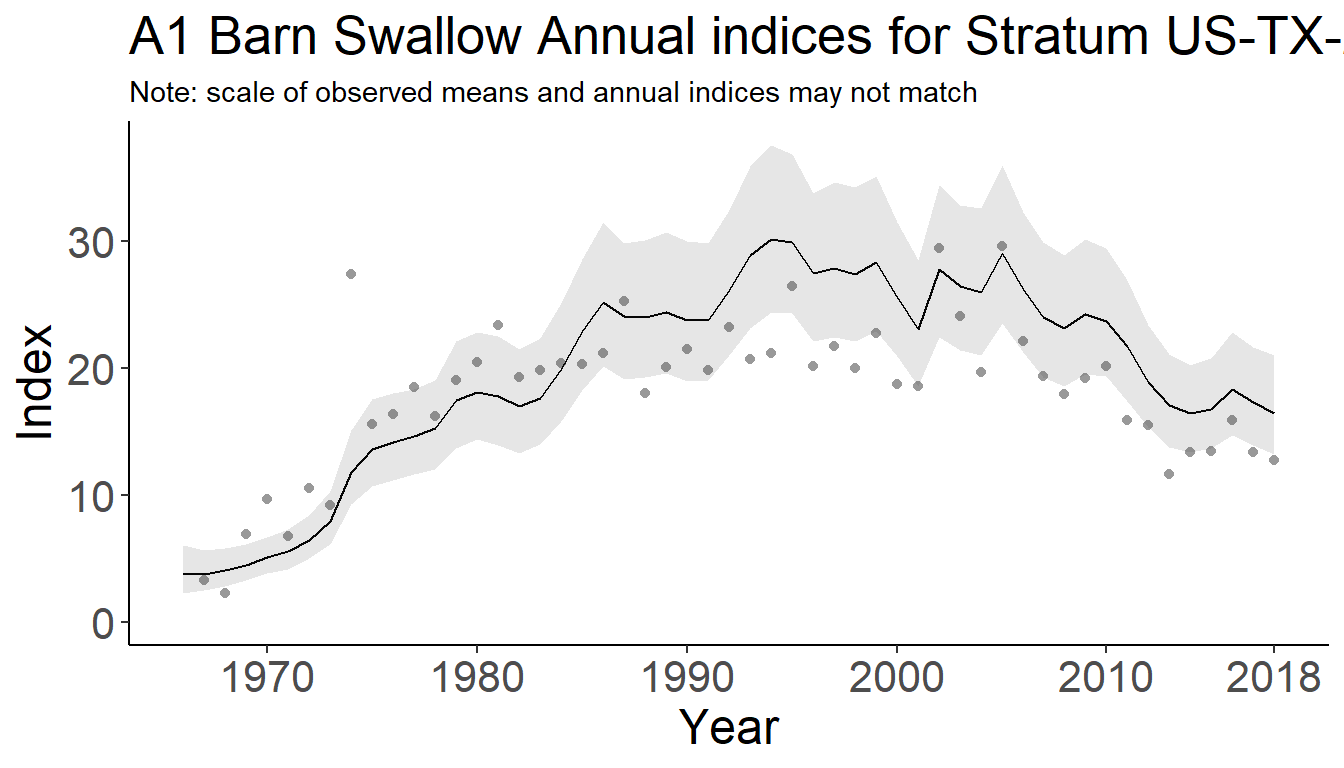 A1 Barn Swallow Annual indices for Stratum US-TX-
Note: scale of observed means and annual indices may not match
Index
30
20
10
0
1970 1980 1990 2000 2010 2018
Year